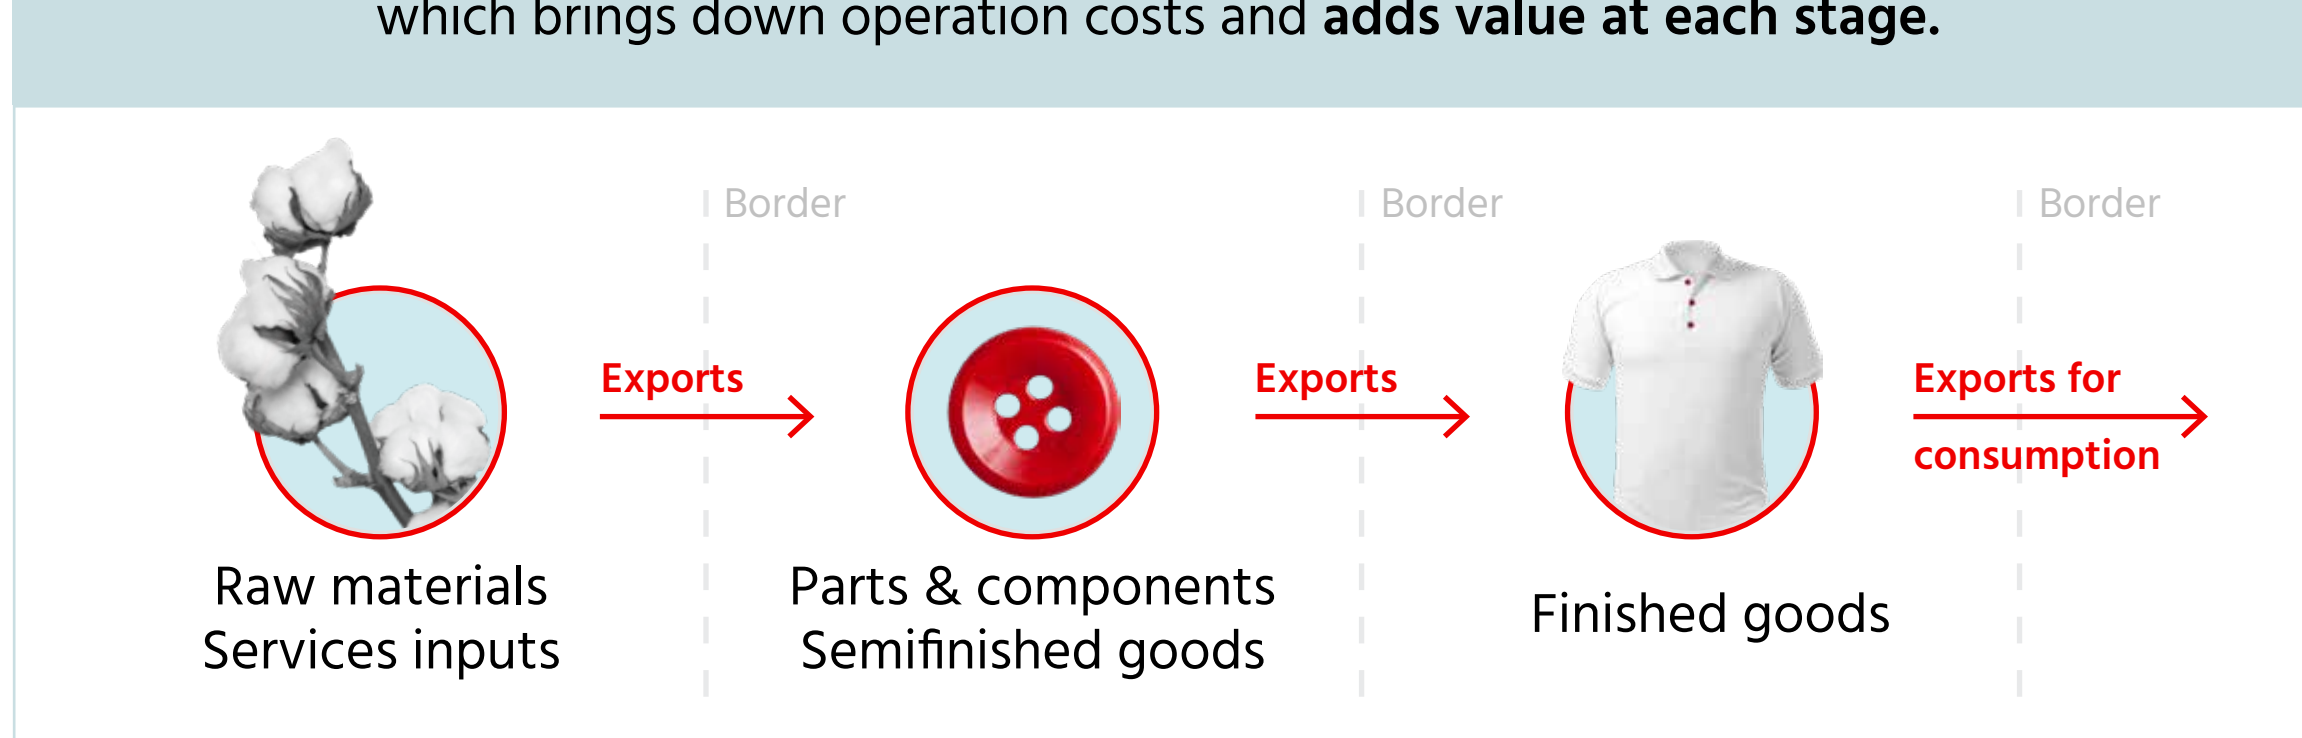 which brings down operation costs and adds value at each stage.
Border
Border
Border
Exports
Exports
Exports for
consumption
Raw materials
Services inputs
Parts & components
Semifinished goods
Finished goods